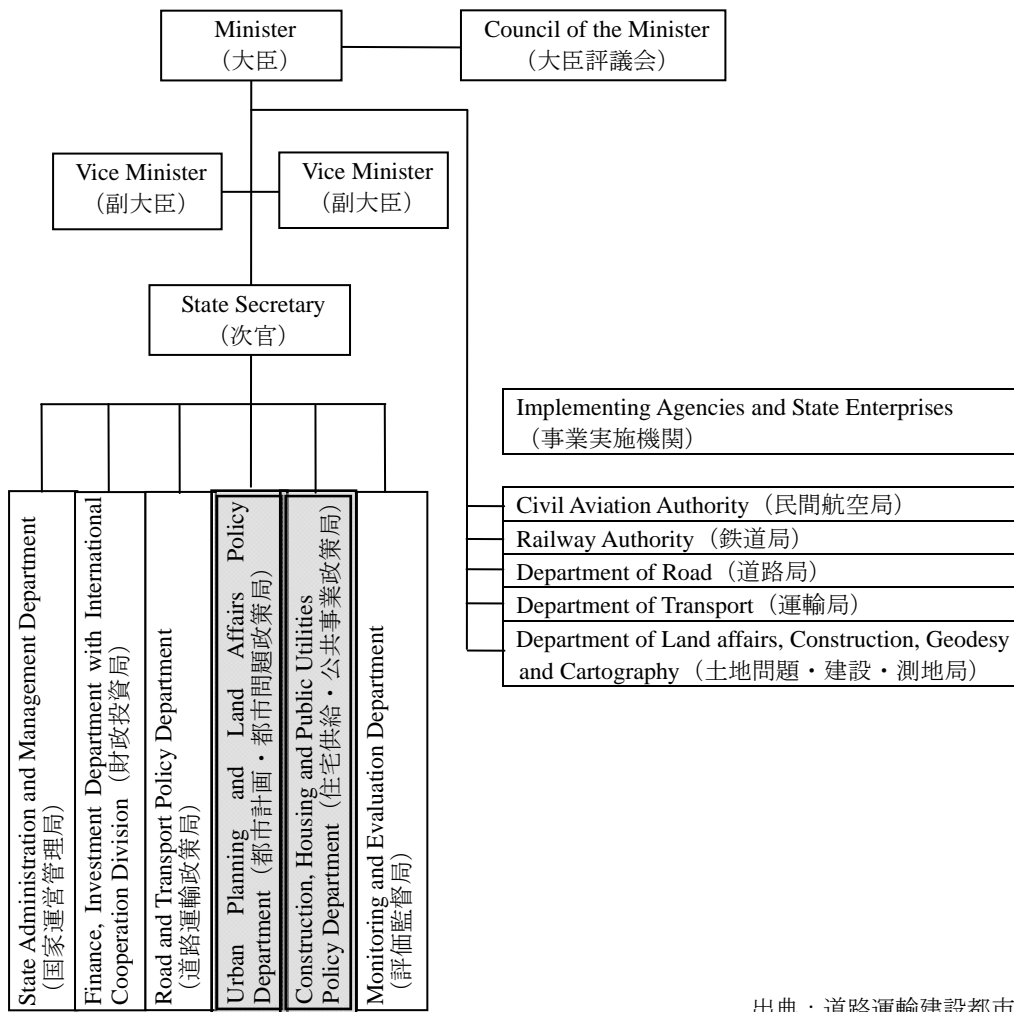 Minister
（大臣）
Council of the Minister
（大臣評議会）
Vice Minister
（副大臣）
Vice Minister
（副大臣）
State Secretary
（次官）
Implementing Agencies and State Enterprises
（事業実施機関）
Civil Aviation Authority（民間航空局）
Railway Authority（鉄道局）
Department of Road（道路局）
Department of Transport（運輸局）
Department of Land affairs, Construction, Geodesy
and Cartography（土地問題・建設・測地局）
State Administration and Management Department
（国家運営管理局）
Finance, Investment Department with International
Cooperation Division（財政投資局）
Road and Transport Policy Department
（道路運輸政策局）
Urban Planning and Land Affairs Policy
Department（都市計画・都市問題政策局）
Construction, Housing and Public Utilities
Policy Department（住宅供給・公共事業政策局）
Monitoring and Evaluation Department
（評価監督局）
出典：道路運輸建設都市